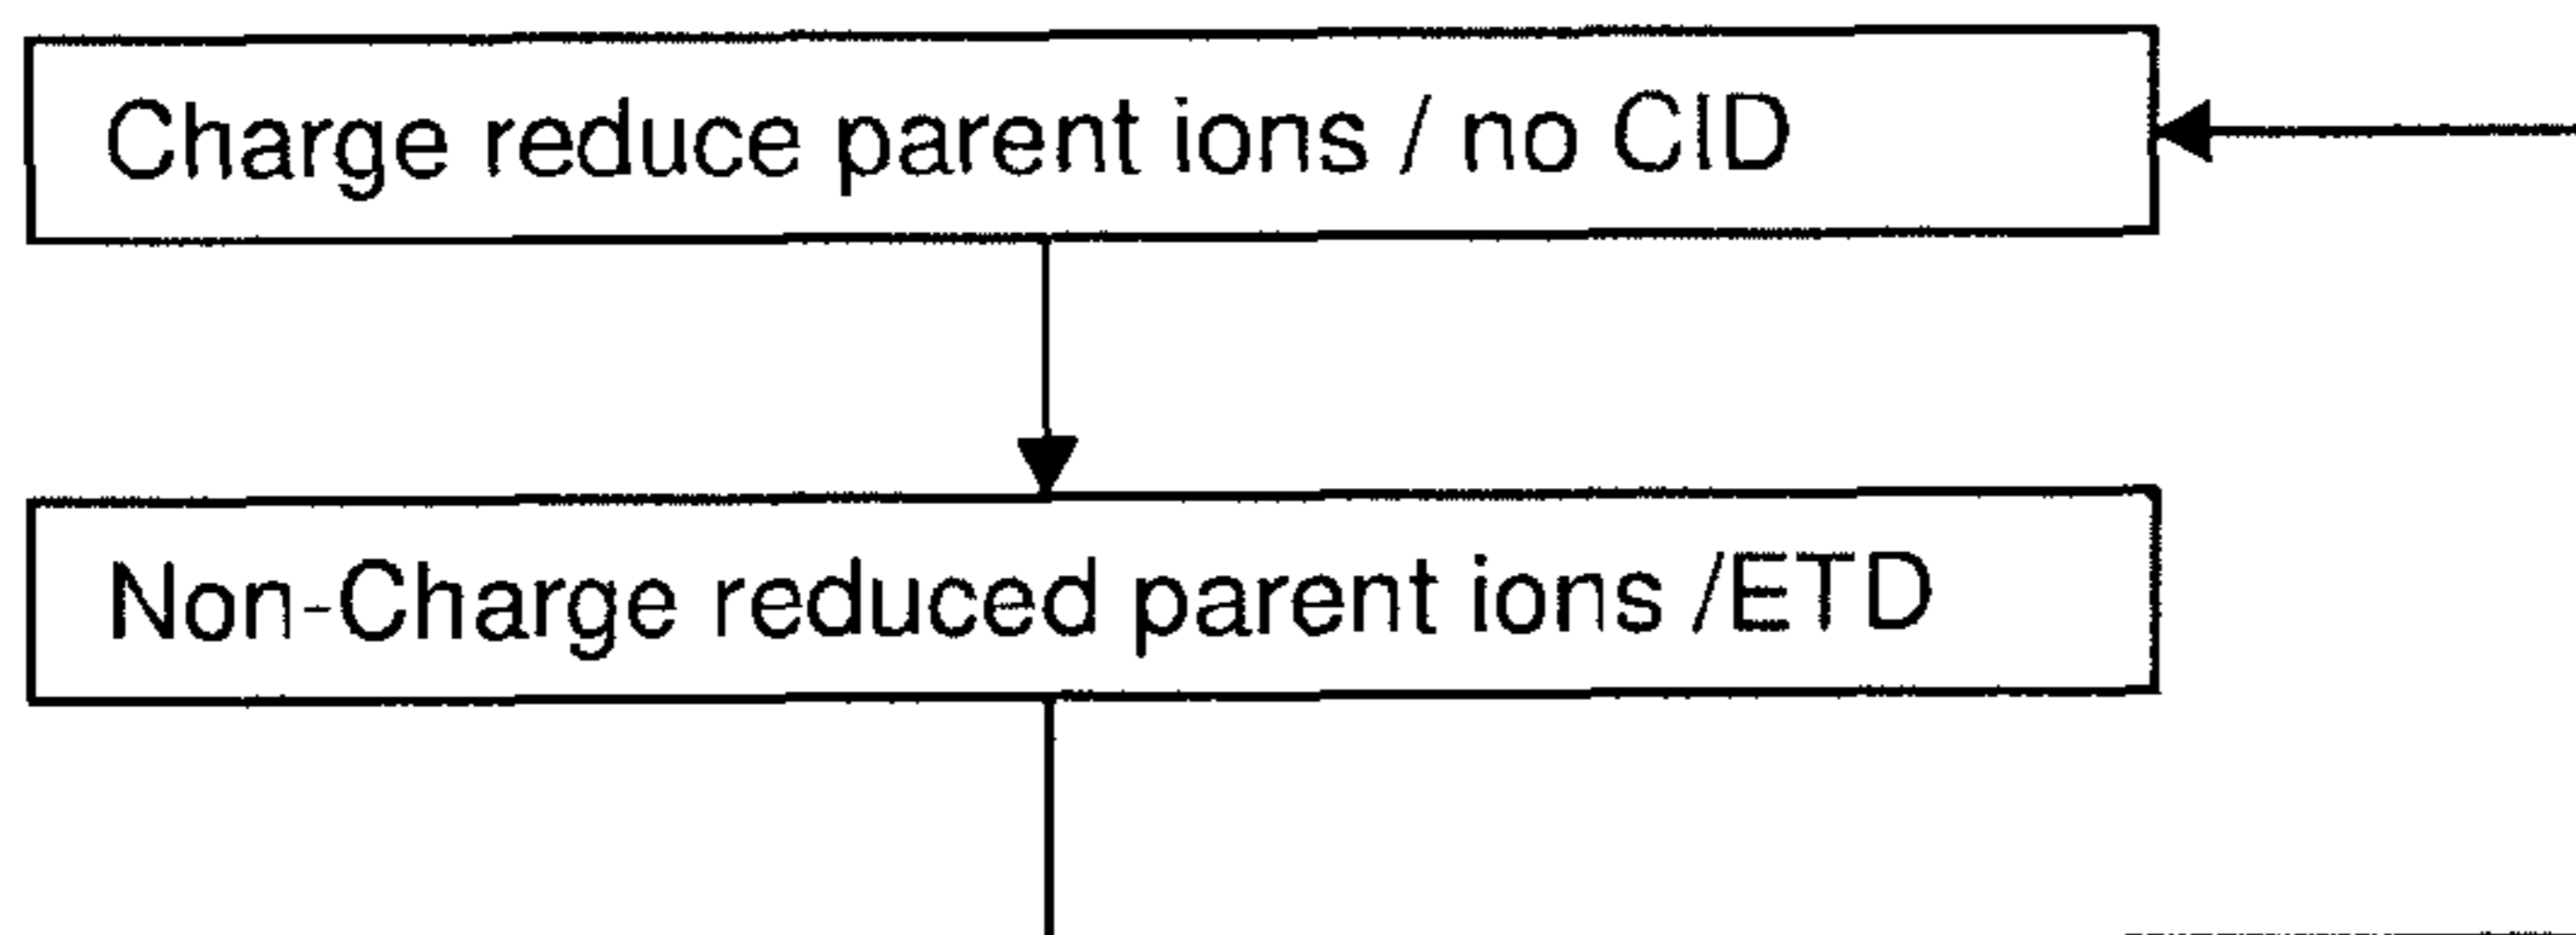 Charge reduce parent ions / no CID
Non-Charge reduced parent ions /ETD